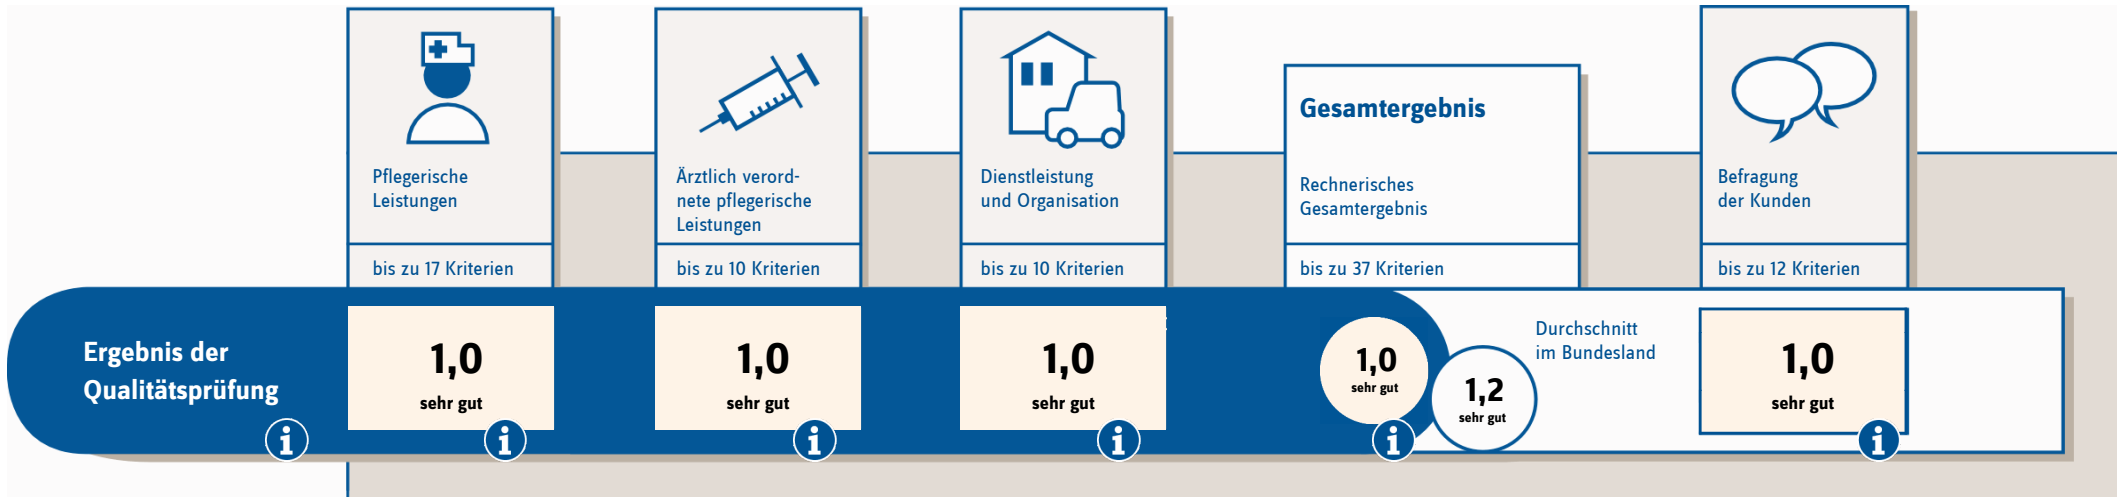 Pflegerische
Leistungen
bis zu 17 Kriterien
Ärztlich verord-
nete pflegerische
Leistungen
bis zu 10 Kriterien
Dienstleistung
und Organisation
bis zu 10 Kriterien
Gesamtergebnis
Rechnerisches
Gesamtergebnis
bis zu 37 Kriterien
Befragung
der Kunden
bis zu 12 Kriterien
Ergebnis der
Qualitätsprüfung
i
1,0
sehr gut
i
1,0
sehr gut
i
1,0
sehr gut
i
1,0
sehr gut
i
1,2
sehr gut
Durchschnitt
im Bundesland
1,0
sehr gut
i